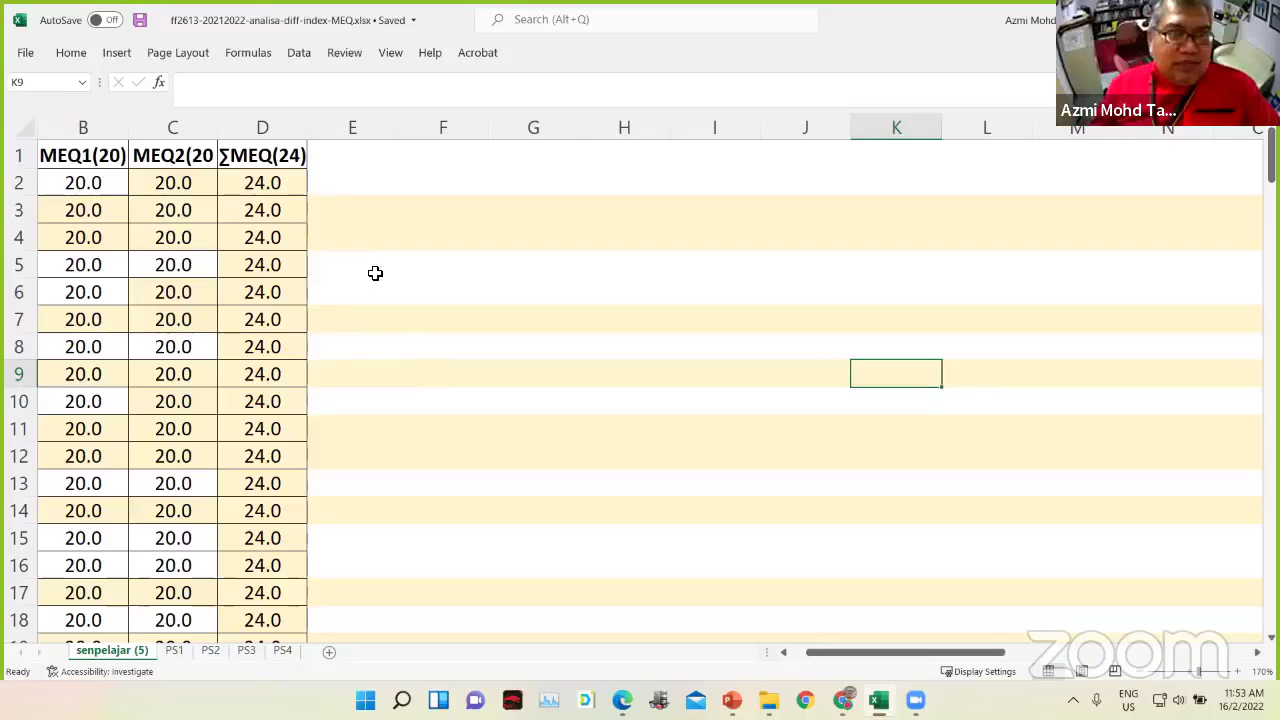 AutoSave Off ff2613-20212022-analisa-diff-index-MEQ.xlsx • Saved Search (Alt+Q) Azmi Mohd
File Home Insert Page Layout Formulas Data Review View Help Acrobat
K9 fx
Azmi Mohd Ta...
B C D E F G H I J K L M N
1 MEQ1(20) MEQ2(20 ∑MEQ(24)
2 20.0 20.0 24.0
3 20.0 20.0 24.0
4 20.0 20.0 24.0
5 20.0 20.0 24.0
6 20.0 20.0 24.0
7 20.0 20.0 24.0
8 20.0 20.0 24.0
9 20.0 20.0 24.0
10 20.0 20.0 24.0
11 20.0 20.0 24.0
12 20.0 20.0 24.0
13 20.0 20.0 24.0
14 20.0 20.0 24.0
15 20.0 20.0 24.0
16 20.0 20.0 24.0
17 20.0 20.0 24.0
18 20.0 20.0 24.0
senpelajar (5) PS1 PS2 PS3 PS4
zoom
Ready Accessibility: Investigate Display Settings 170%
ENG 11:53 AM
US 16/2/2022